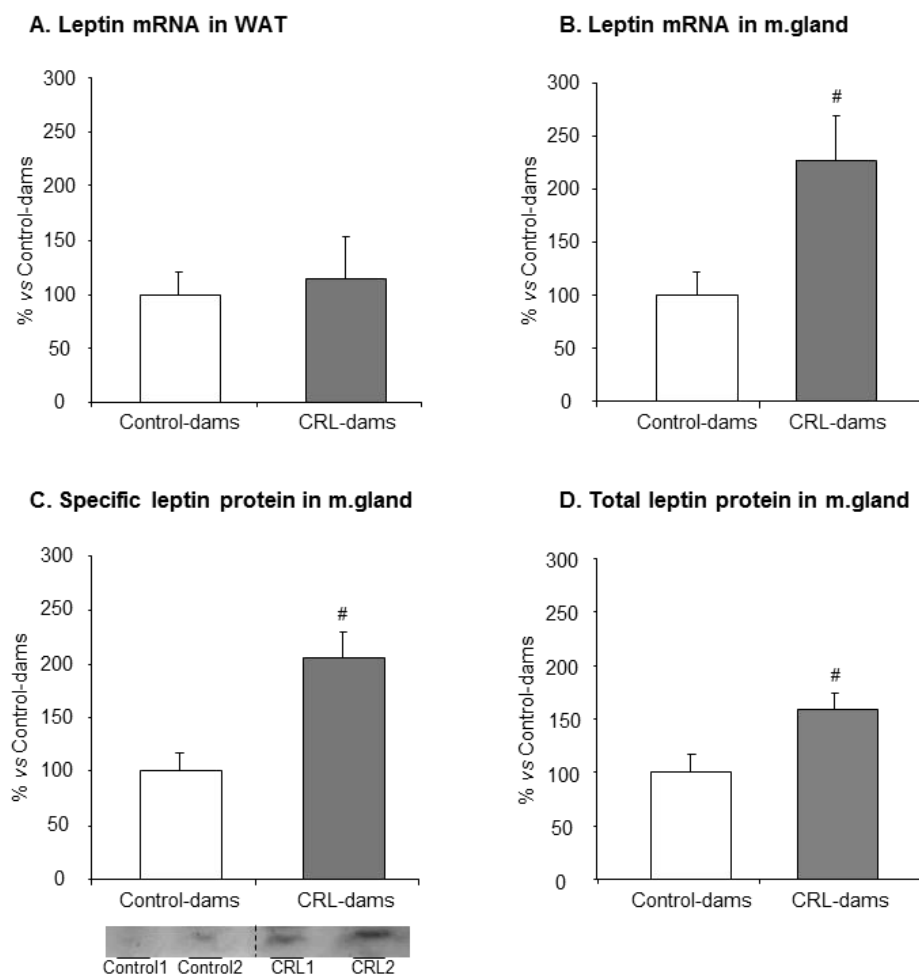 A. Leptin mRNA in WAT
% vs Control-dams
300
250
200
150
100
50
0
Control-dams CRL-dams
B. Leptin mRNA in m.gland
% vs Control-dams
300
250
200
150
100
50
0
#
Control-dams CRL-dams
C. Specific leptin protein in m.gland
% vs Control-dams
300
250
200
150
100
50
0
#
Control-dams CRL-dams
Control1 Control2 CRL1 CRL2
D. Total leptin protein in m.gland
% vs Control-dams
300
250
200
150
100
50
0
#
Control-dams CRL-dams